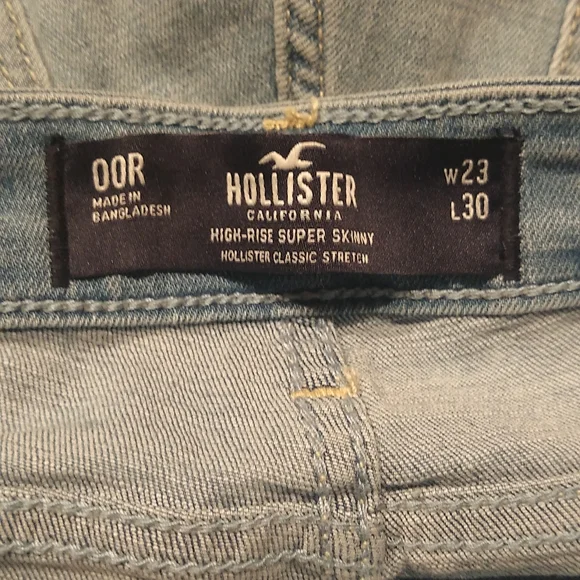 00R
MADE IN
BANGLADESH
HOLLISTER
CALIFORNIA
HIGH-RISE SUPER SKINNY
HOLLISTER CLASSIC STRETCH
W23
L30